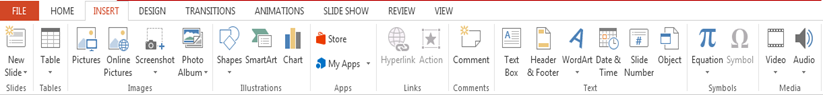 FILE HOME INSERT DESIGN TRANSITIONS ANIMATIONS SLIDE SHOW REVIEW VIEW
New Slide
Table
Pictures
Online Pictures
Screenshot
Photo Album
Shapes
SmartArt
Chart
Store
My Apps
Hyperlink
Action
Comment
Text Box
Header & Footer
WordArt
Date & Time
Slide Number
Object
Equation
Symbol
Video
Audio
Slides Tables Images Illustrations Apps Links Comments Text Symbols Media